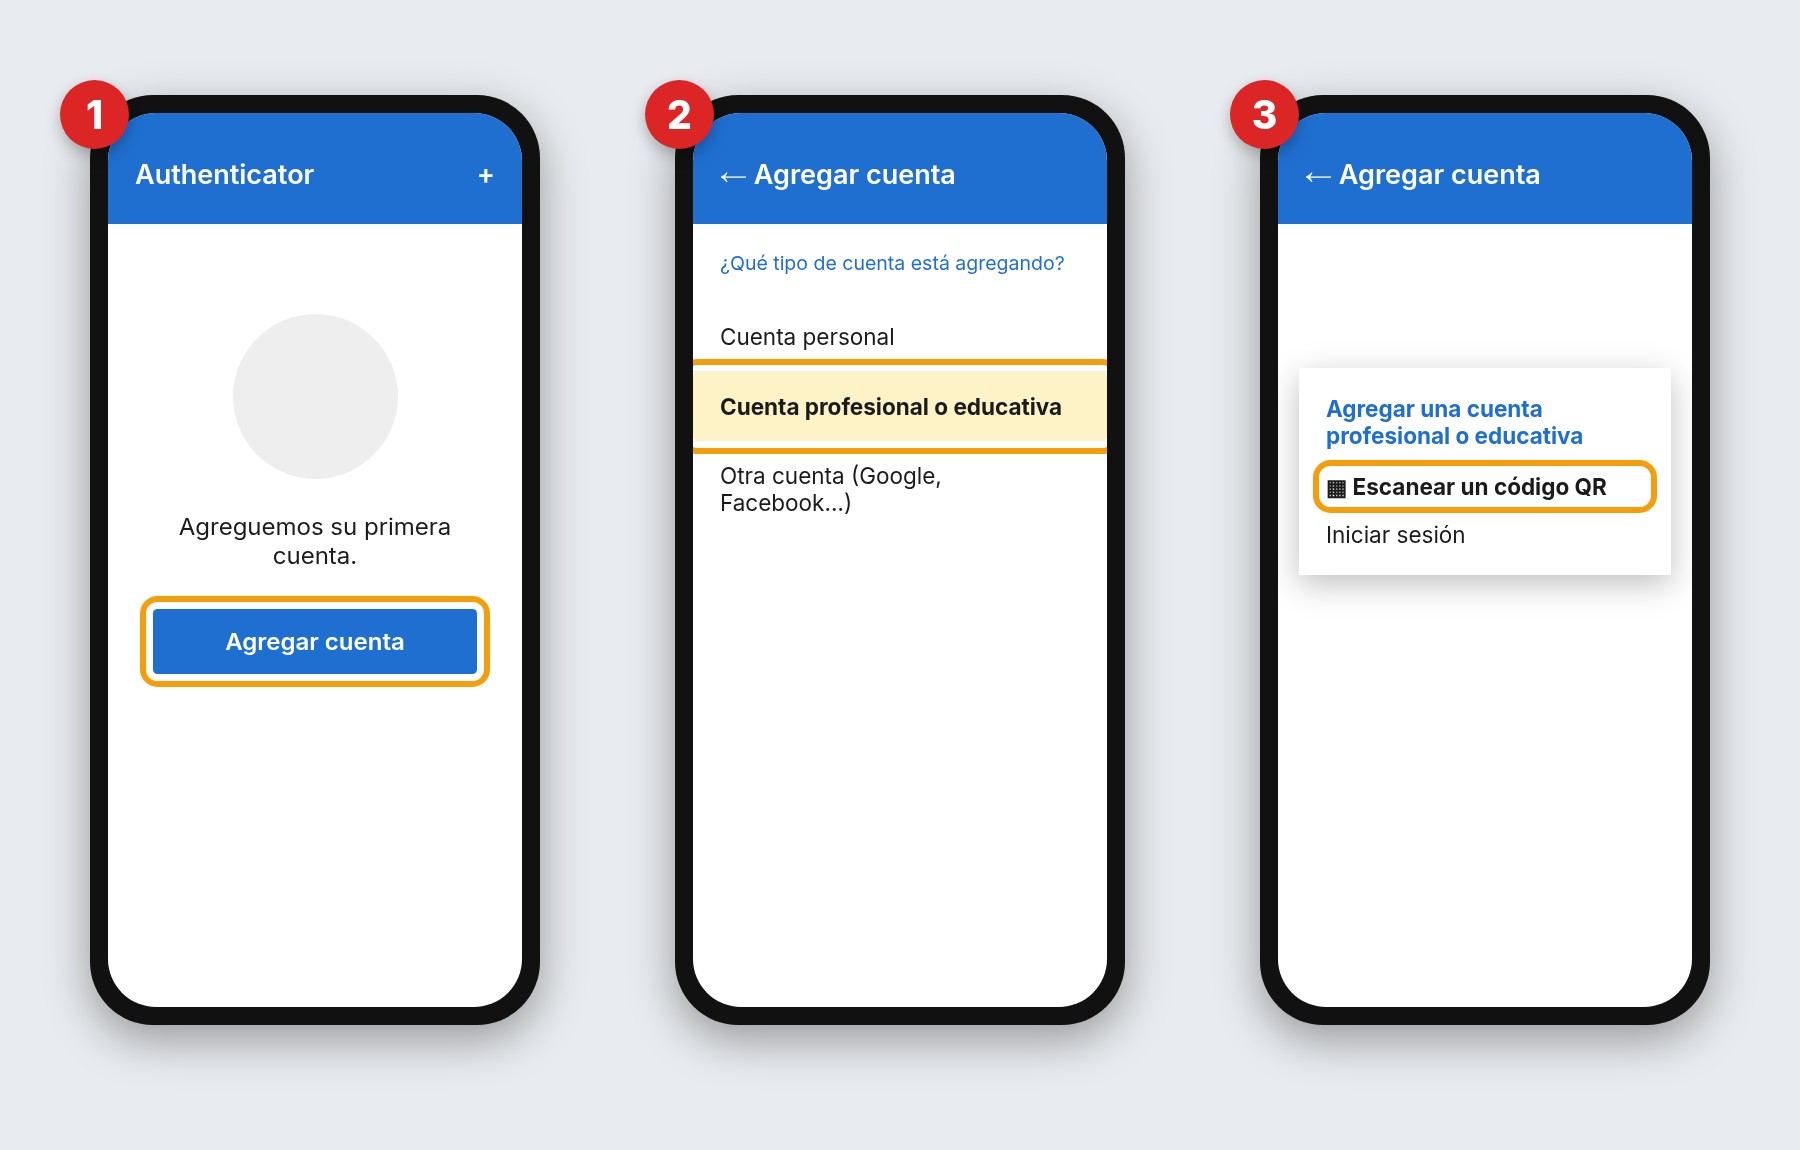 1
Authenticator +
Agreguemos su primera
cuenta.
Agregar cuenta
2
← Agregar cuenta
¿Qué tipo de cuenta está agregando?
Cuenta personal
Cuenta profesional o educativa
Otra cuenta (Google,
Facebook...)
3
← Agregar cuenta
Agregar una cuenta
profesional o educativa
▦ Escanear un código QR
Iniciar sesión